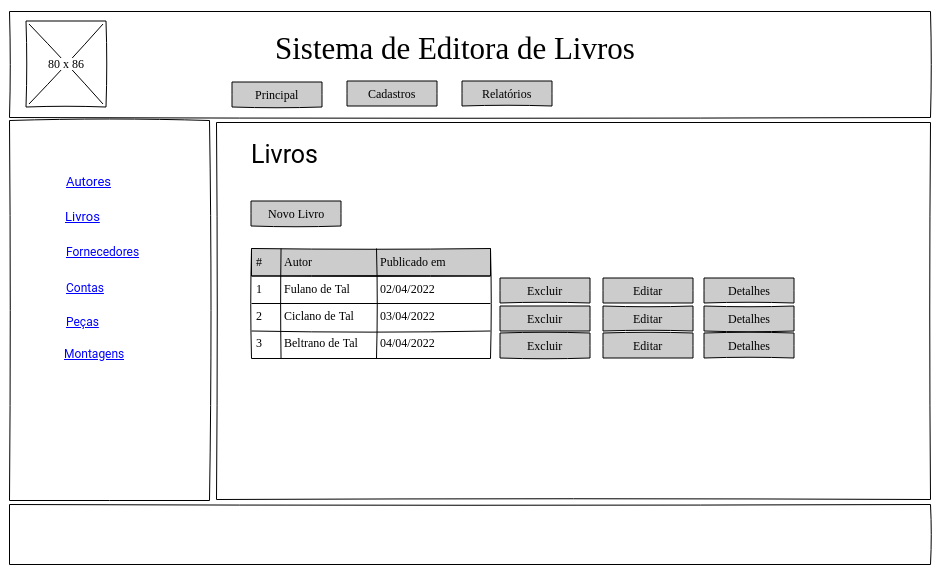 80 x 86
Sistema de Editora de Livros
Principal Cadastros Relatórios
Autores
Livros
Fornecedores
Contas
Peças
Montagens
Livros
Novo Livro
# Autor Publicado em
1 Fulano de Tal 02/04/2022 Excluir Editar Detalhes
2 Ciclano de Tal 03/04/2022 Excluir Editar Detalhes
3 Beltrano de Tal 04/04/2022 Excluir Editar Detalhes